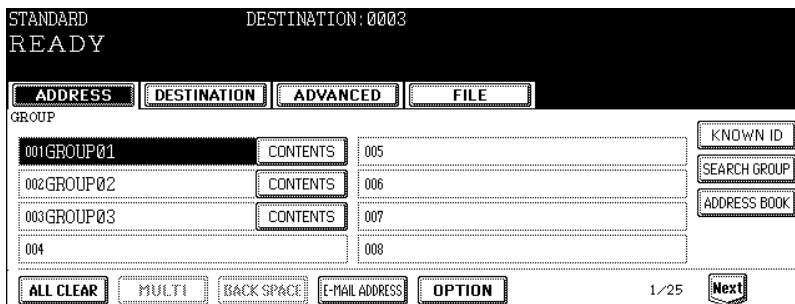 STANDARD DESTINATION:0003
READY
ADDRESS DESTINATION ADVANCED FILE
GROUP
KNOWN ID
001GROUP01 CONTENTS 005
SEARCH GROUP
002GROUP02 CONTENTS 006
ADDRESS BOOK
003GROUP03 CONTENTS 007
004 008
ALL CLEAR MULTI BACK SPACE E-MAIL ADDRESS OPTION 1/25 Next